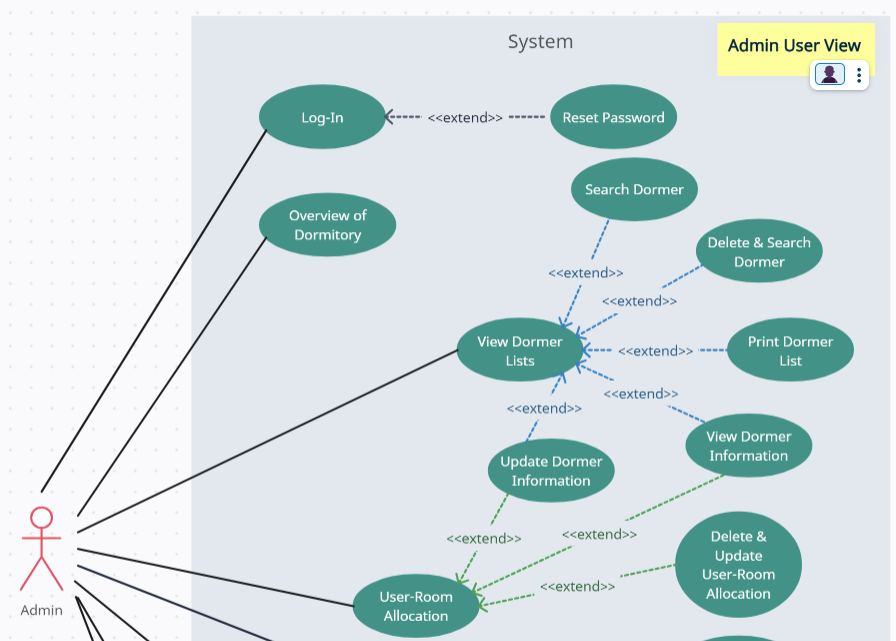 System
Admin User View
Log-In
<<extend>>
Reset Password
Search Dormer
Overview of
Dormitory
Delete & Search
Dormer
<<extend>>
<<extend>>
View Dormer
Lists
<<extend>>
Print Dormer
List
<<extend>>
<<extend>>
View Dormer
Information
Update Dormer
Information
<<extend>>
<<extend>>
Delete &
Update
User-Room
Allocation
<<extend>>
User-Room
Allocation
Admin